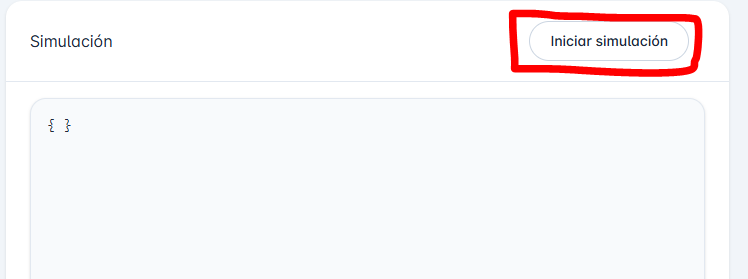 Simulación
Iniciar simulación
{ }